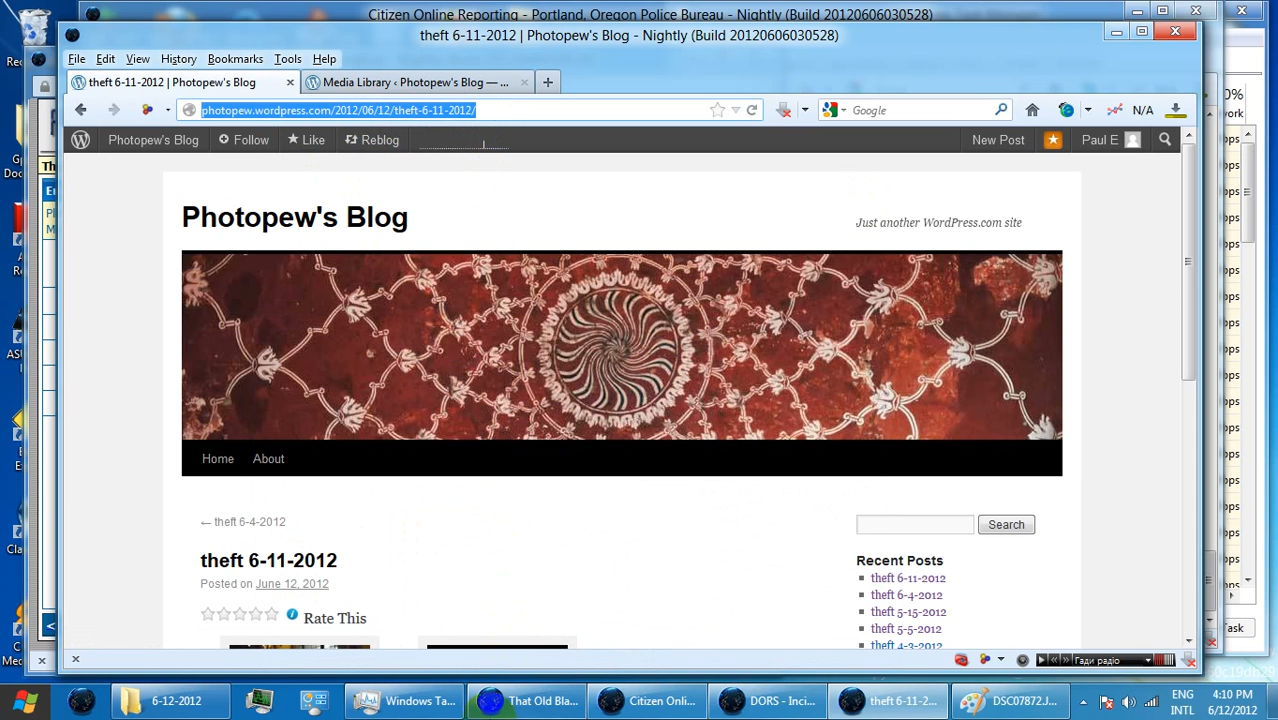 Citizen Online Reporting - Portland, Oregon Police Bureau - Nightly (Build 20120606030528)
theft 6-11-2012 | Photopew's Blog - Nightly (Build 20120606030528)
File Edit View History Bookmarks Tools Help
theft 6-11-2012 | Photopew's Blog
Media Library ‹ Photopew's Blog — ...
photopew.wordpress.com/2012/06/12/theft-6-11-2012/
Google
N/A
Photopew's Blog Follow Like Reblog
New Post Paul E
Photopew's Blog
Just another WordPress.com site
Home About
← theft 6-4-2012
Search
theft 6-11-2012
Posted on June 12, 2012
Rate This
Recent Posts
theft 6-11-2012
theft 6-4-2012
theft 5-15-2012
theft 5-5-2012
theft 4-3-2012
Гади радіо
6-12-2012
Windows Ta...
That Old Bla...
Citizen Onli...
DORS - Inci...
theft 6-11-2...
DSC07872.J...
ENG
INTL
4:10 PM
6/12/2012